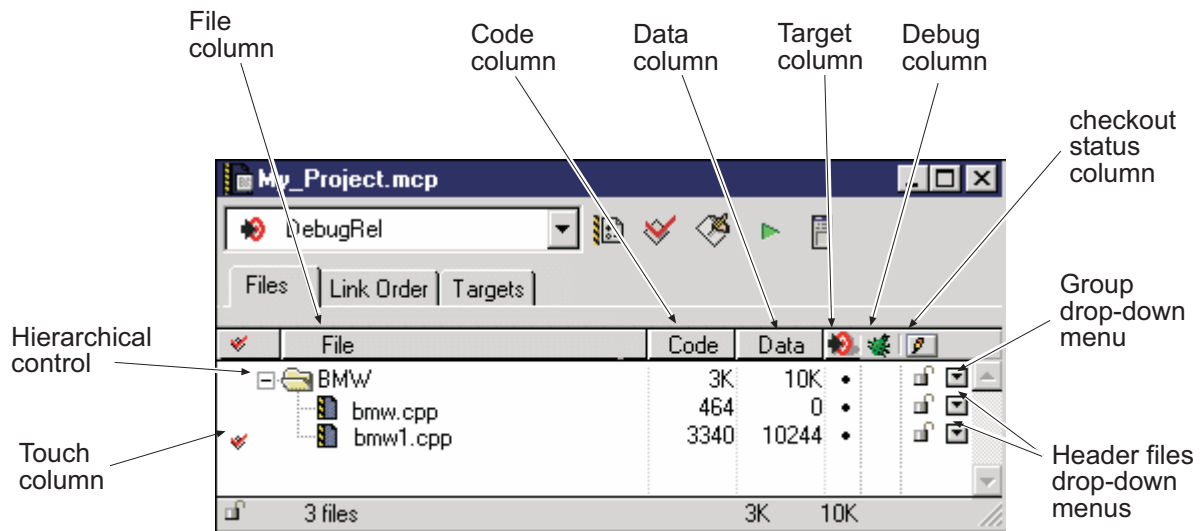 File
column
Code
column
Data
column
Target
column
Debug
column
checkout
status
column
My_Project.mcp
DebugRel
Files
Link Order
Targets
Group
drop-down
menu
Hierarchical
control
File
Code
Data
BMW
3K
10K
bmw.cpp
464
0
bmw1.cpp
3340
10244
Touch
column
Header files
drop-down
menus
3 files
3K
10K